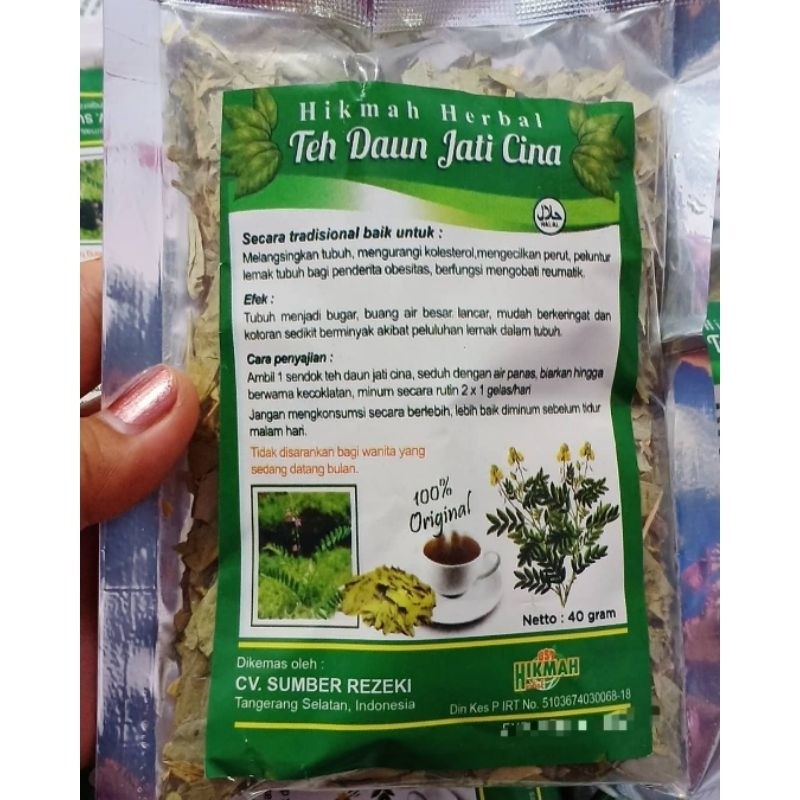 Hikmah Herbal
Teh Daun Jati Cina
حلال
HALAL
Secara tradisional baik untuk :
Melangsingkan tubuh, mengurangi kolesterol,mengecilkan perut, peluntur
lemak tubuh bagi penderita obesitas, berfungsi mengobati reumatik.
Efek :
Tubuh menjadi bugar, buang air besar lancar, mudah berkeringat dan
kotoran sedikit berminyak akibat peluluhan lemak dalam tubuh.
Cara penyajian :
Ambil 1 sendok teh daun jati cina, seduh dengan air panas, biarkan hingga
berwarna kecoklatan, minum secara rutin 2 x 1 gelas/hari
Jangan mengkonsumsi secara berlebih, lebih baik diminum sebelum tidur
malam hari.
Tidak disarankan bagi wanita yang
sedang datang bulan.
100%
Original
Netto : 40 gram
Dikemas oleh :
CV. SUMBER REZEKI
Tangerang Selatan, Indonesia
HIKMAH
Din Kes P IRT No. 5103674030068-18